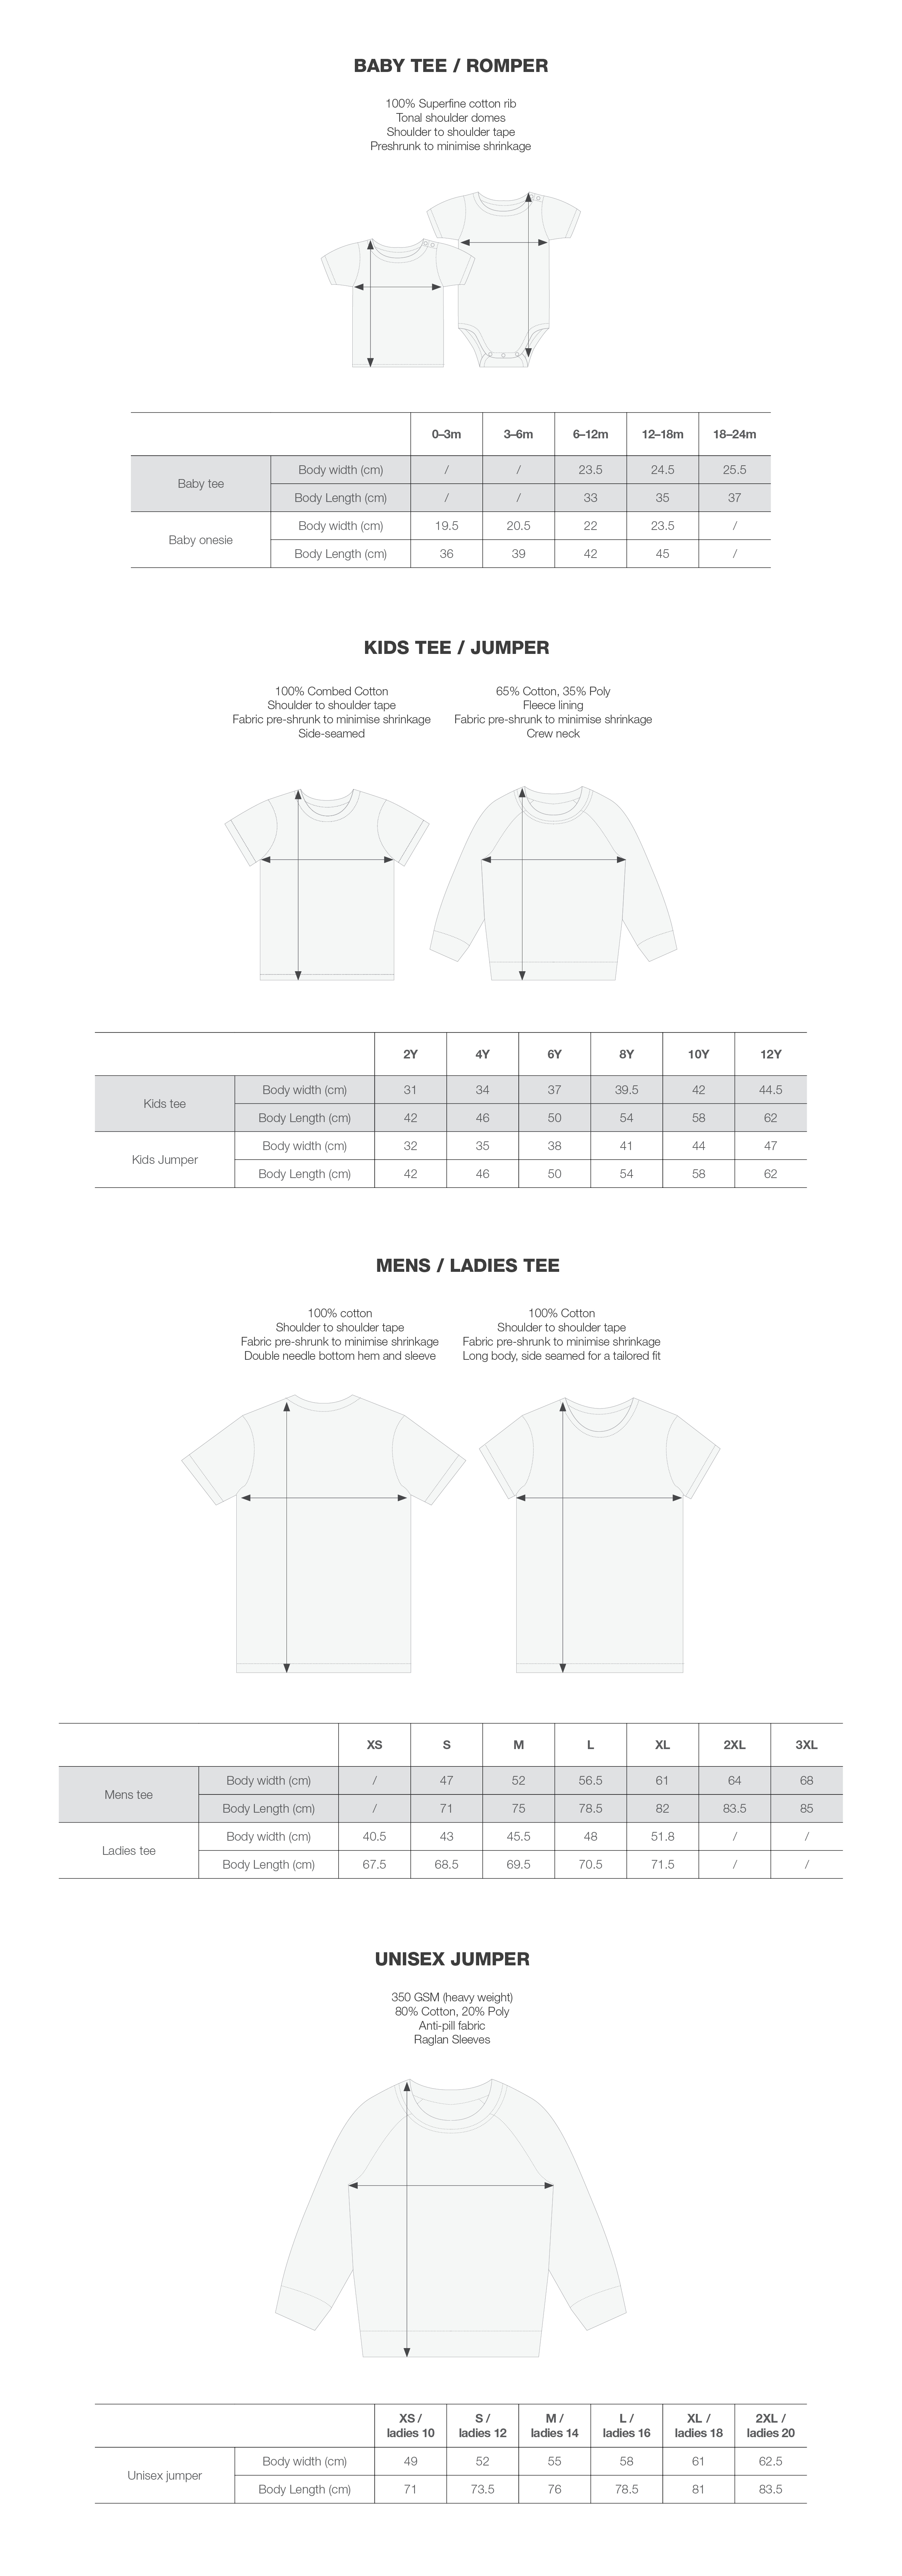 BABY TEE / ROMPER
100% Superfine cotton rib
Tonal shoulder domes
Shoulder to shoulder tape
Preshrunk to minimise shrinkage
0–3m 3–6m 6–12m 12–18m 18–24m
Baby tee
Body width (cm) / / 23.5 24.5 25.5
Body Length (cm) / / 33 35 37
Baby onesie
Body width (cm) 19.5 20.5 22 23.5 /
Body Length (cm) 36 39 42 45 /
KIDS TEE / JUMPER
100% Combed Cotton
Shoulder to shoulder tape
Fabric pre-shrunk to minimise shrinkage
Side-seamed
65% Cotton, 35% Poly
Fleece lining
Fabric pre-shrunk to minimise shrinkage
Crew neck
2Y 4Y 6Y 8Y 10Y 12Y
Kids tee
Body width (cm) 31 34 37 39.5 42 44.5
Body Length (cm) 42 46 50 54 58 62
Kids Jumper
Body width (cm) 32 35 38 41 44 47
Body Length (cm) 42 46 50 54 58 62
MENS / LADIES TEE
100% cotton
Shoulder to shoulder tape
Fabric pre-shrunk to minimise shrinkage
Double needle bottom hem and sleeve
100% Cotton
Shoulder to shoulder tape
Fabric pre-shrunk to minimise shrinkage
Long body, side seamed for a tailored fit
XS S M L XL 2XL 3XL
Mens tee
Body width (cm) / 47 52 56.5 61 64 68
Body Length (cm) / 71 75 78.5 82 83.5 85
Ladies tee
Body width (cm) 40.5 43 45.5 48 51.8 / /
Body Length (cm) 67.5 68.5 69.5 70.5 71.5 / /
UNISEX JUMPER
350 GSM (heavy weight)
80% Cotton, 20% Poly
Anti-pill fabric
Raglan Sleeves
XS / S / M / L / XL / 2XL /
ladies 10 ladies 12 ladies 14 ladies 16 ladies 18 ladies 20
Unisex jumper
Body width (cm) 49 52 55 58 61 62.5
Body Length (cm) 71 73.5 76 78.5 81 83.5